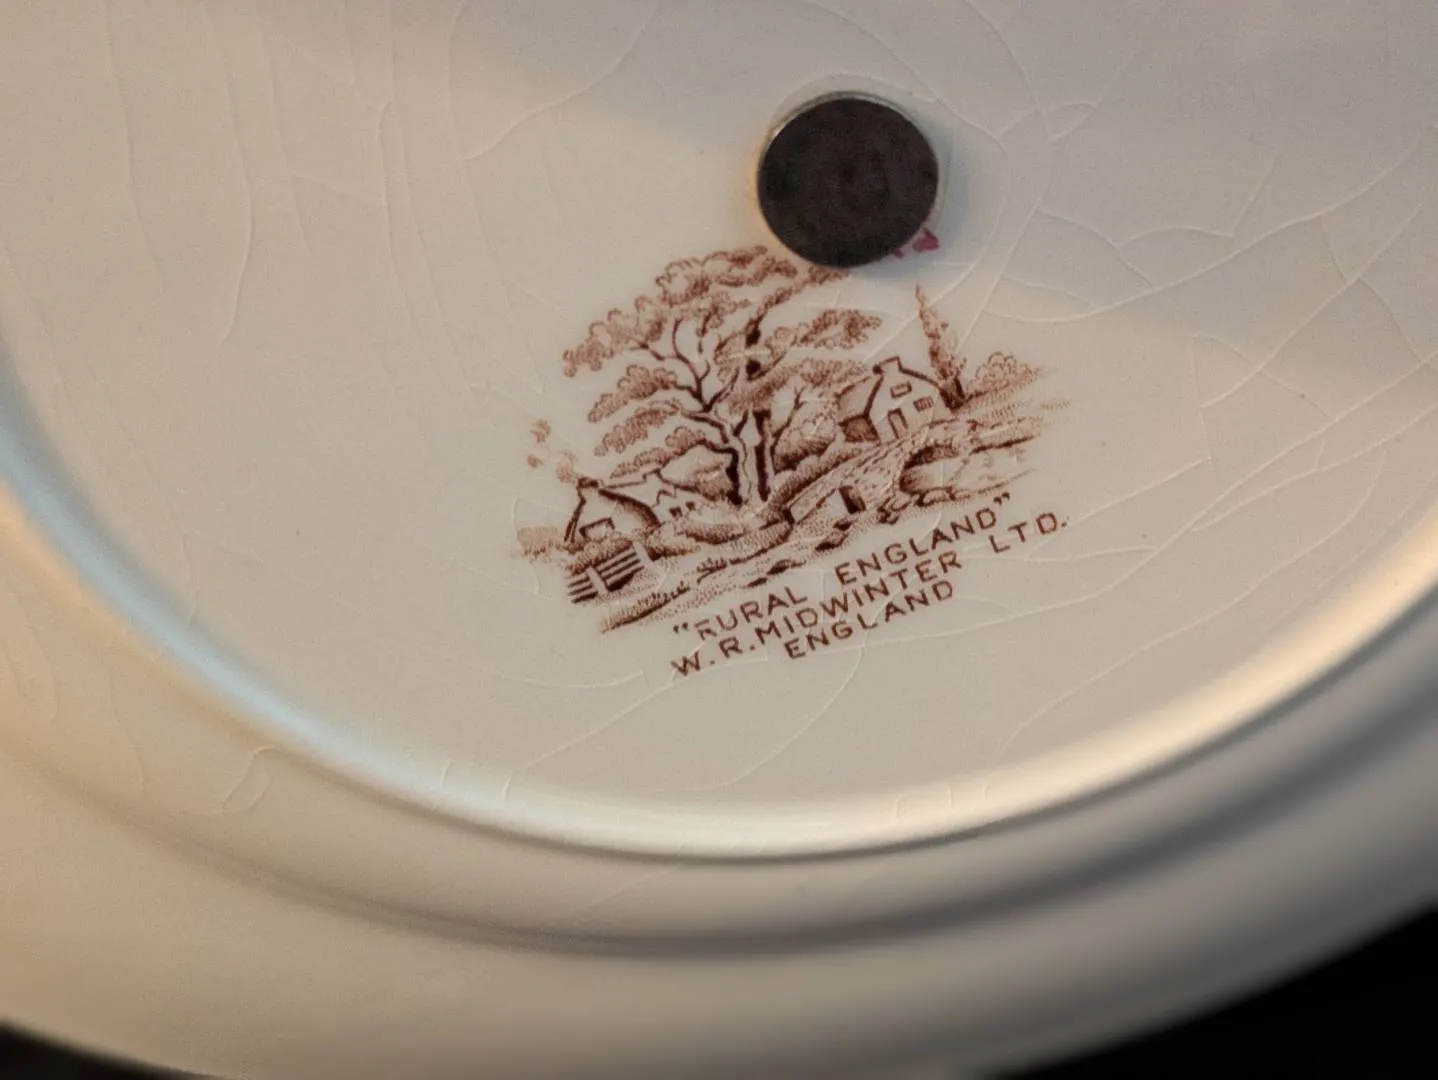 "RURAL ENGLAND"
W.R.MIDWINTER LTD.
ENGLAND